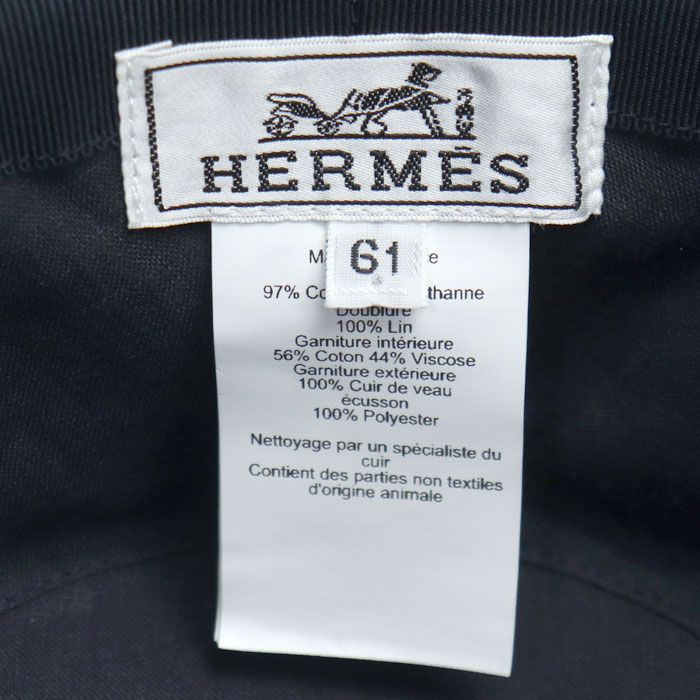 HERMÈS
61
97%
Doublure
100% Lin
Garniture intérieure
56% Coton 44% Viscose
Garniture extérieure
100% Cuir de veau
écusson
100% Polyester
Nettoyage par un spécialiste du
cuir
Contient des parties non textiles
d'origine animale